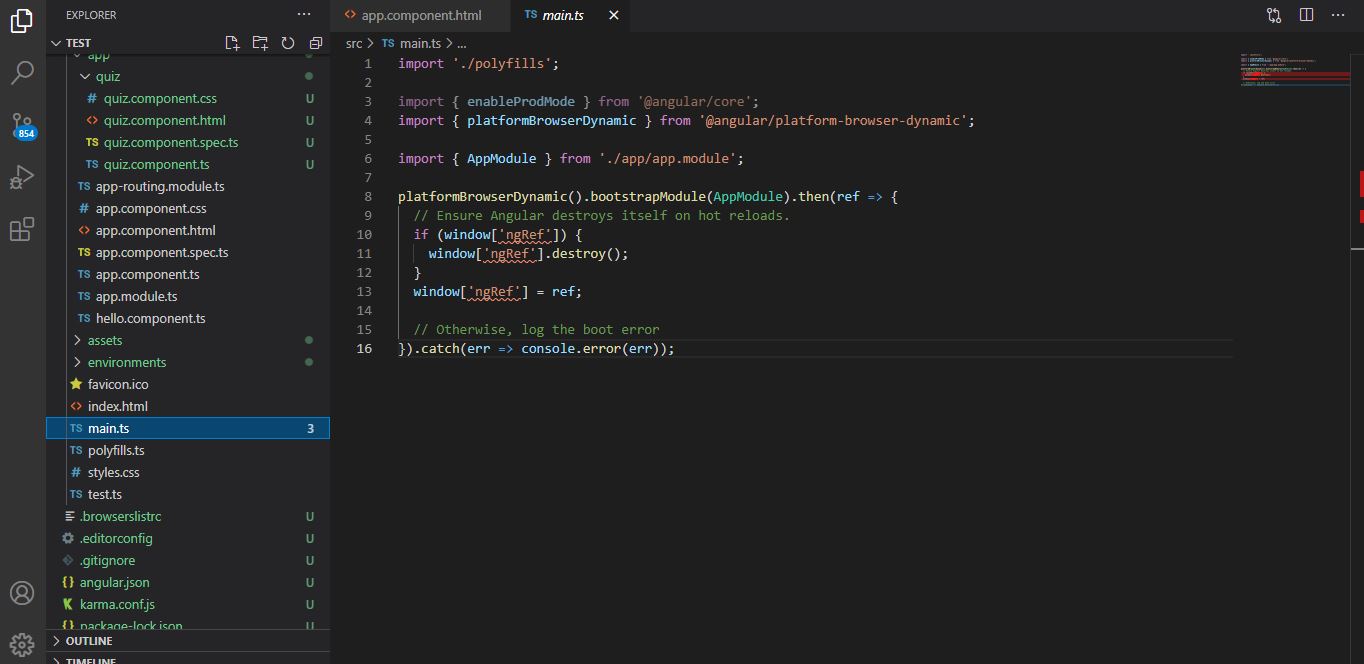 EXPLORER
TEST
app
quiz
quiz.component.css U
quiz.component.html U
quiz.component.spec.ts U
TS quiz.component.ts U
TS app-routing.module.ts
# app.component.css
<> app.component.html
TS app.component.spec.ts
TS app.component.ts
TS app.module.ts
TS hello.component.ts
assets
environments
favicon.ico
<> index.html
TS main.ts 3
TS polyfills.ts
# styles.css
TS test.ts
.browserslistrc U
.editorconfig U
.gitignore U
{} angular.json U
K karma.conf.js U
{} package-lock.json U
OUTLINE
TIMELINE
854
<> app.component.html
TS main.ts
src > TS main.ts > ...
1 import './polyfills';
2
3 import { enableProdMode } from '@angular/core';
4 import { platformBrowserDynamic } from '@angular/platform-browser-dynamic';
5
6 import { AppModule } from './app/app.module';
7
8 platformBrowserDynamic().bootstrapModule(AppModule).then(ref => {
9 // Ensure Angular destroys itself on hot reloads.
10 if (window['ngRef']) {
11 window['ngRef'].destroy();
12 }
13 window['ngRef'] = ref;
14
15 // Otherwise, log the boot error
16 }).catch(err => console.error(err));